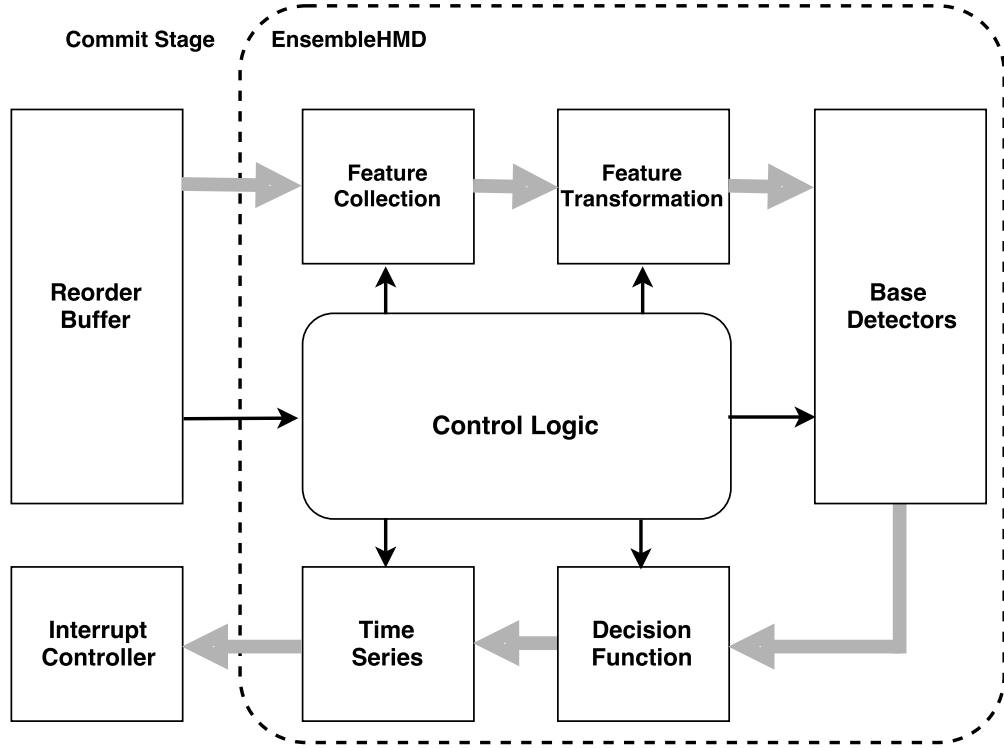 Commit Stage
EnsembleHMD
Reorder
Buffer
Feature
Collection
Feature
Transformation
Base
Detectors
Control Logic
Interrupt
Controller
Time
Series
Decision
Function